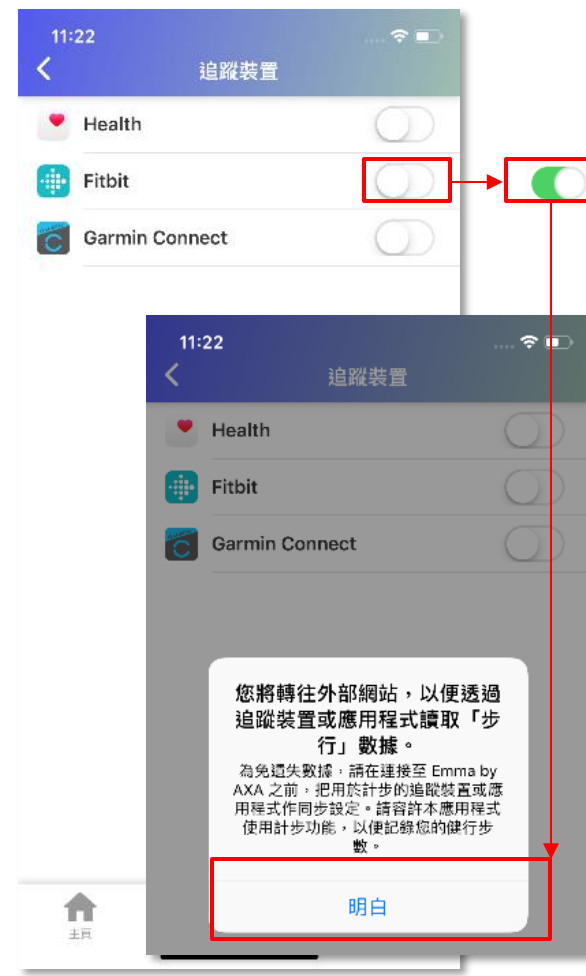 11:22
追蹤裝置
Health
Fitbit
Garmin Connect
11:22
追蹤裝置
Health
Fitbit
Garmin Connect
您將轉往外部網站，以便透過
追蹤裝置或應用程式讀取「步
行」數據。
為免遺失數據，請在連接至 Emma by
AXA 之前，把用於計步的追蹤裝置或應
用程式作同步設定。請容許本應用程式
使用計步功能，以便記錄您的健行步
數。
明白
主頁